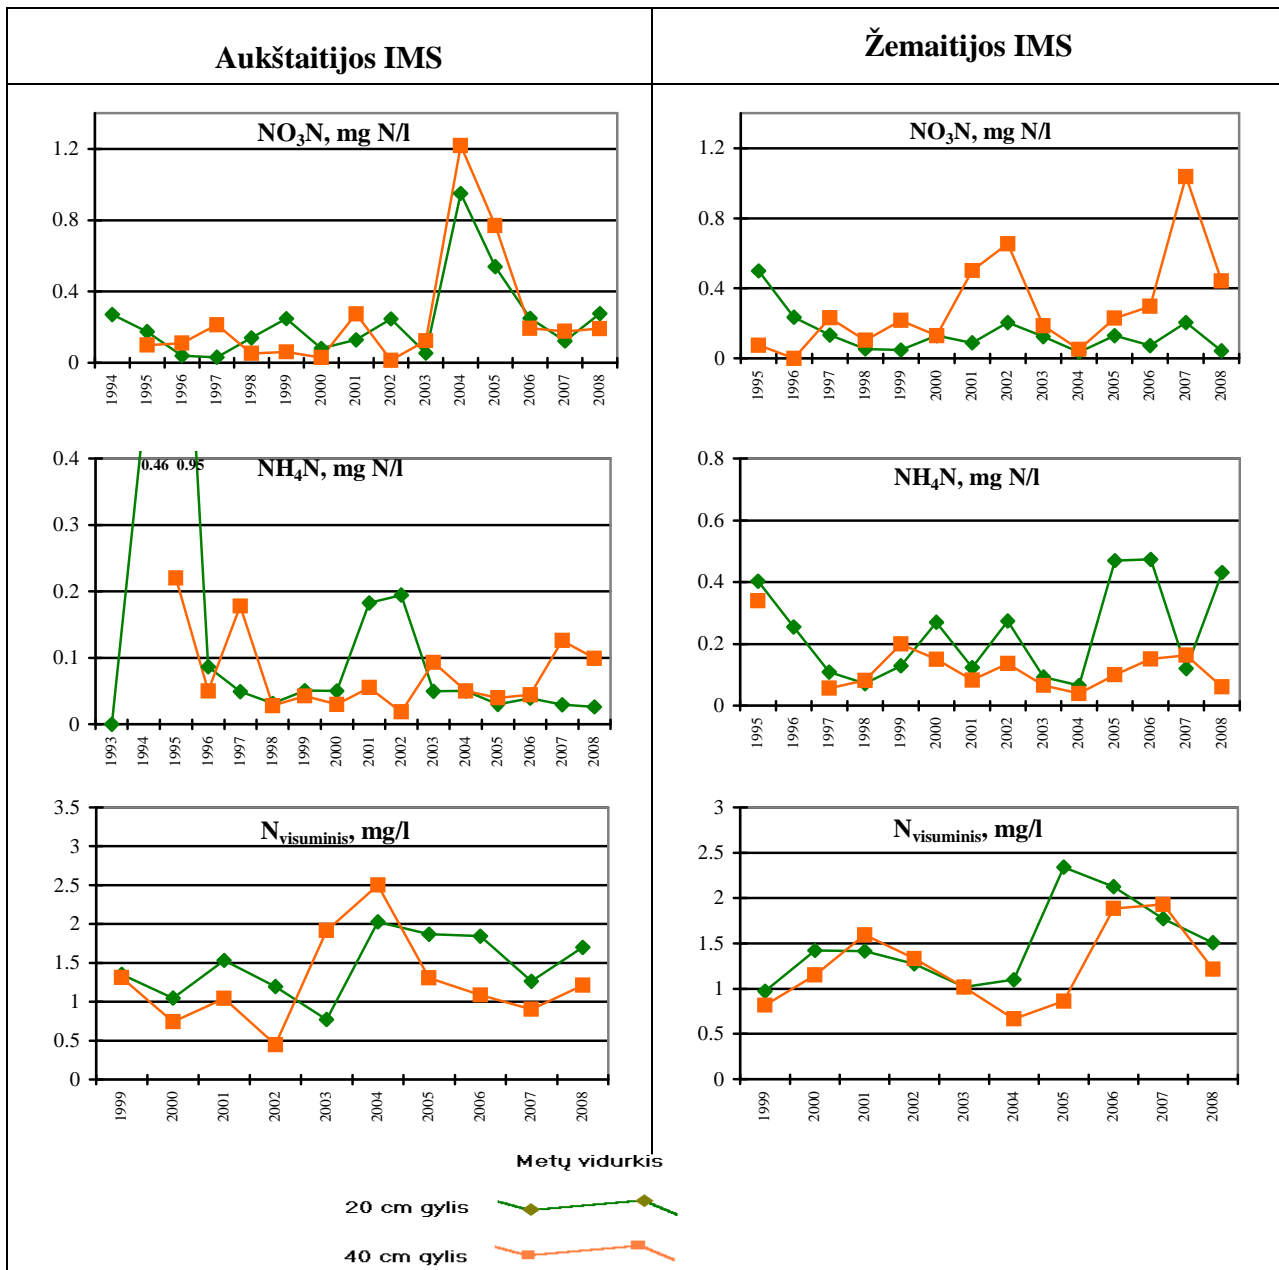 Aukštaitijos IMS
Žemaitijos IMS
NO3N, mg N/l
1.2
0.8
0.4
0
1994 1995 1996 1997 1998 1999 2000 2001 2002 2003 2004 2005 2006 2007 2008
NO3N, mg N/l
1.2
0.8
0.4
0
1995 1996 1997 1998 1999 2000 2001 2002 2003 2004 2005 2006 2007 2008
NH4N, mg N/l
0.46 0.95
0.4
0.3
0.2
0.1
0
1993 1994 1995 1996 1997 1998 1999 2000 2001 2002 2003 2004 2005 2006 2007 2008
NH4N, mg N/l
0.8
0.6
0.4
0.2
0
1995 1996 1997 1998 1999 2000 2001 2002 2003 2004 2005 2006 2007 2008
Nvisuminis, mg/l
3.5
3
2.5
2
1.5
1
0.5
0
1999 2000 2001 2002 2003 2004 2005 2006 2007 2008
Nvisuminis, mg/l
3
2.5
2
1.5
1
0.5
0
1999 2000 2001 2002 2003 2004 2005 2006 2007 2008
Metų vidurkis
20 cm gylis
40 cm gylis